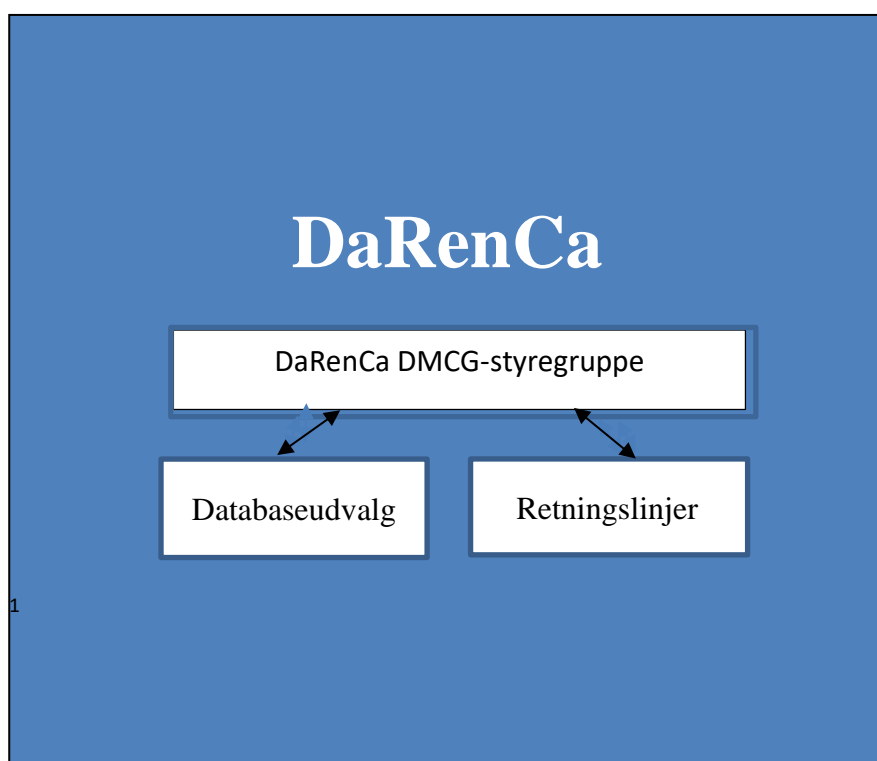 DaRenCa
DaRenCa DMCG-styregruppe
Databaseudvalg
Retningslinjer
1